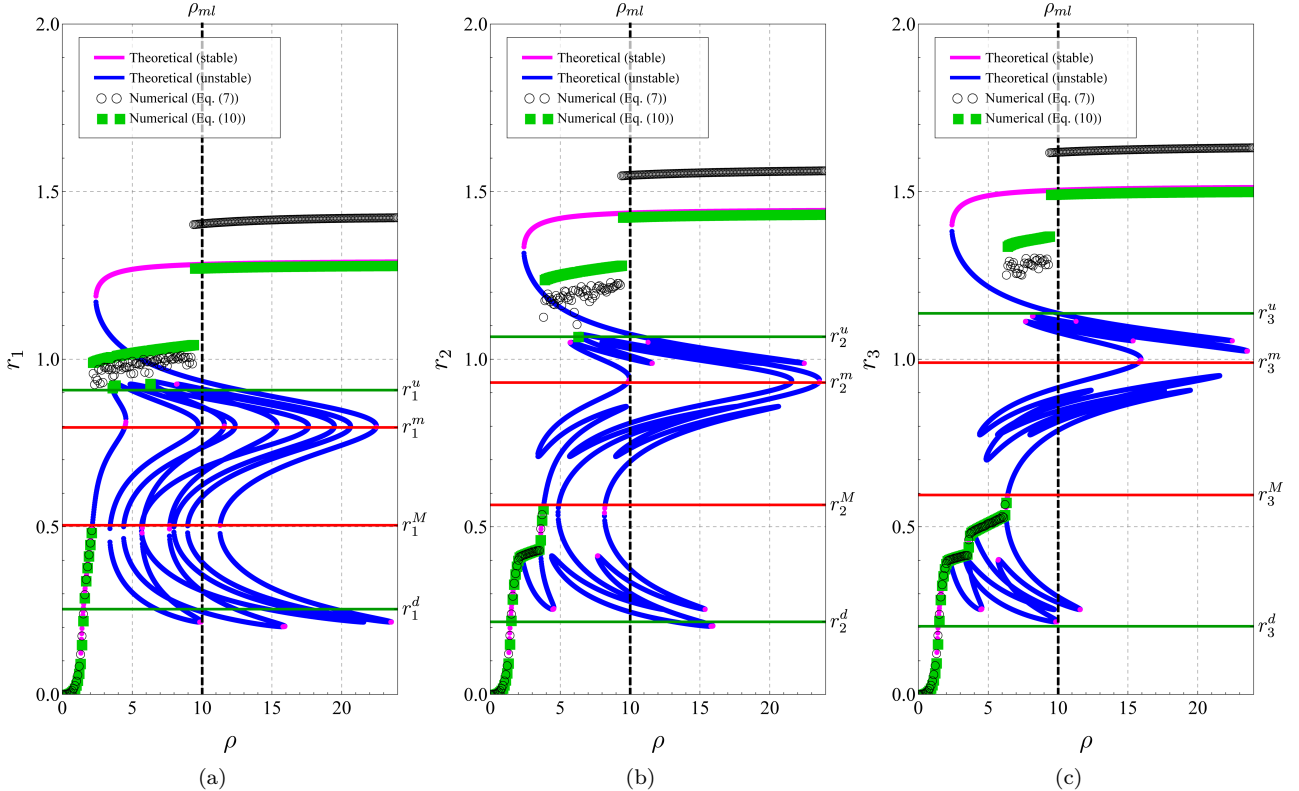 ρ_ml
2.0
1.5
1.0
0.5
0.0
r_1
Theoretical (stable)
Theoretical (unstable)
Numerical (Eq. (7))
Numerical (Eq. (10))
r_1^u
r_1^m
r_1^M
r_1^d
0 5 10 15 20
ρ
(a)
ρ_ml
2.0
1.5
1.0
0.5
0.0
r_2
Theoretical (stable)
Theoretical (unstable)
Numerical (Eq. (7))
Numerical (Eq. (10))
r_2^u
r_2^m
r_2^M
r_2^d
0 5 10 15 20
ρ
(b)
ρ_ml
2.0
1.5
1.0
0.5
0.0
r_3
Theoretical (stable)
Theoretical (unstable)
Numerical (Eq. (7))
Numerical (Eq. (10))
r_3^u
r_3^m
r_3^M
r_3^d
0 5 10 15 20
ρ
(c)